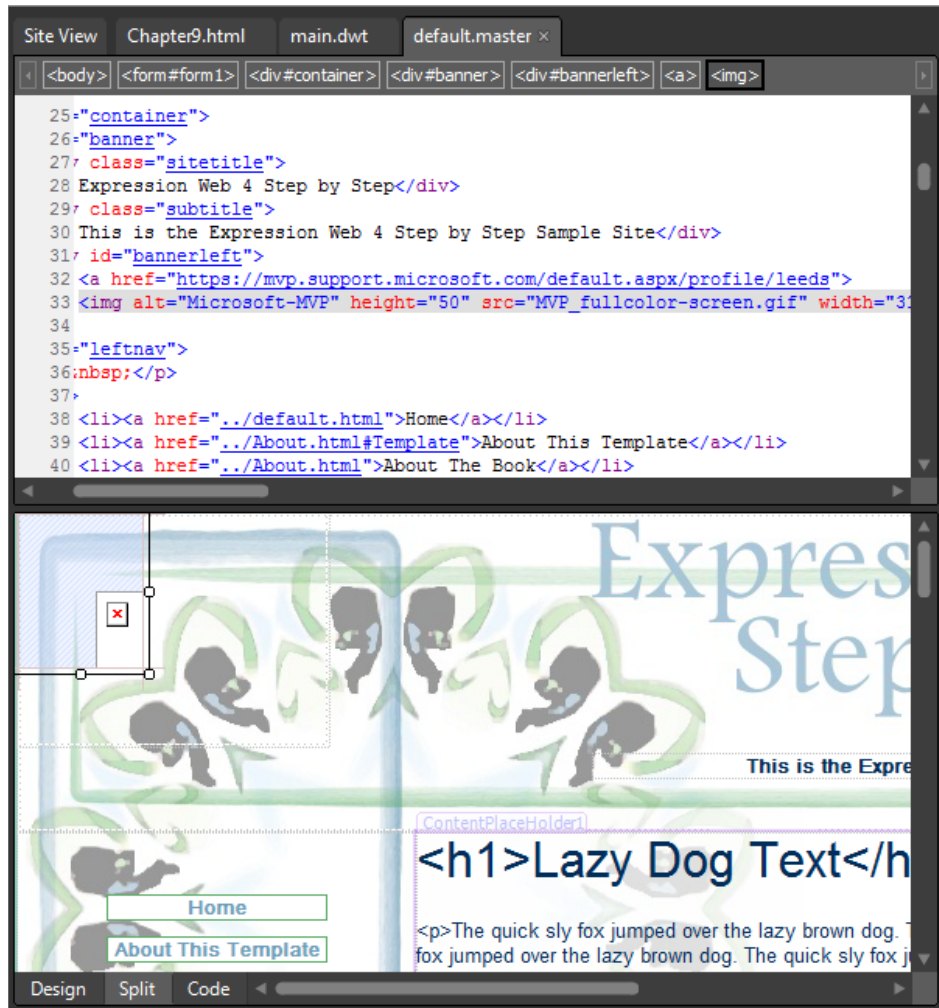 Site View Chapter9.html main.dwt default.master ×
<body> <form#form1> <div#container> <div#banner> <div#bannerleft> <a> <img>
25 ="container">
26 ="banner">
27 class="sitetitle">
28 Expression Web 4 Step by Step</div>
29 class="subtitle">
30 This is the Expression Web 4 Step by Step Sample Site</div>
31 id="bannerleft">
32 <a href="https://mvp.support.microsoft.com/default.aspx/profile/leeds">
33 <img alt="Microsoft-MVP" height="50" src="MVP_fullcolor-screen.gif" width="31
34
35 ="leftnav">
36 nbsp;</p>
37 >
38 <li><a href="../default.html">Home</a></li>
39 <li><a href="../About.html#Template">About This Template</a></li>
40 <li><a href="../About.html">About The Book</a></li>
Expres
Step
This is the Expre
ContentPlaceHolder1
<h1>Lazy Dog Text</h
Home
<p>The quick sly fox jumped over the lazy brown dog. T
About This Template
fox jumped over the lazy brown dog. The quick sly fox j
Design Split Code